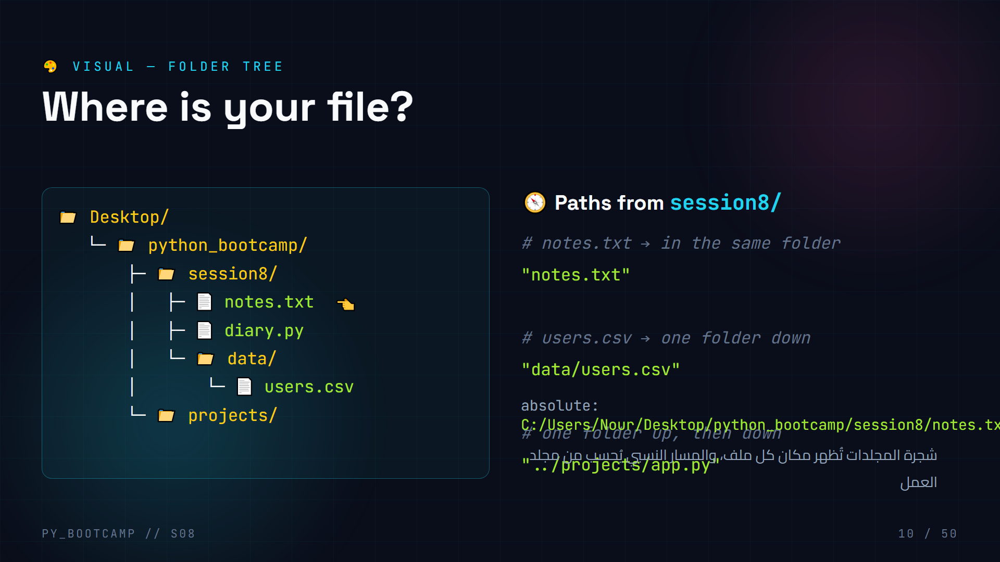 VISUAL — FOLDER TREE
Where is your file?
Desktop/
└─ python_bootcamp/
├─ session8/
│ ├─ notes.txt
│ ├─ diary.py
│ └─ data/
│ └─ users.csv
└─ projects/
Paths from session8/
# notes.txt → in the same folder
"notes.txt"
# users.csv → one folder down
"data/users.csv"
absolute:
C:/Users/Nour/Desktop/python_bootcamp/session8/notes.tx
# one folder up, then down
شجرة المجلدات تُظهر مكان كل ملف، والمسار النسبي يُحسب من مجلد
"../projects/app.py"
العمل
PY_BOOTCAMP // S08
10 / 50